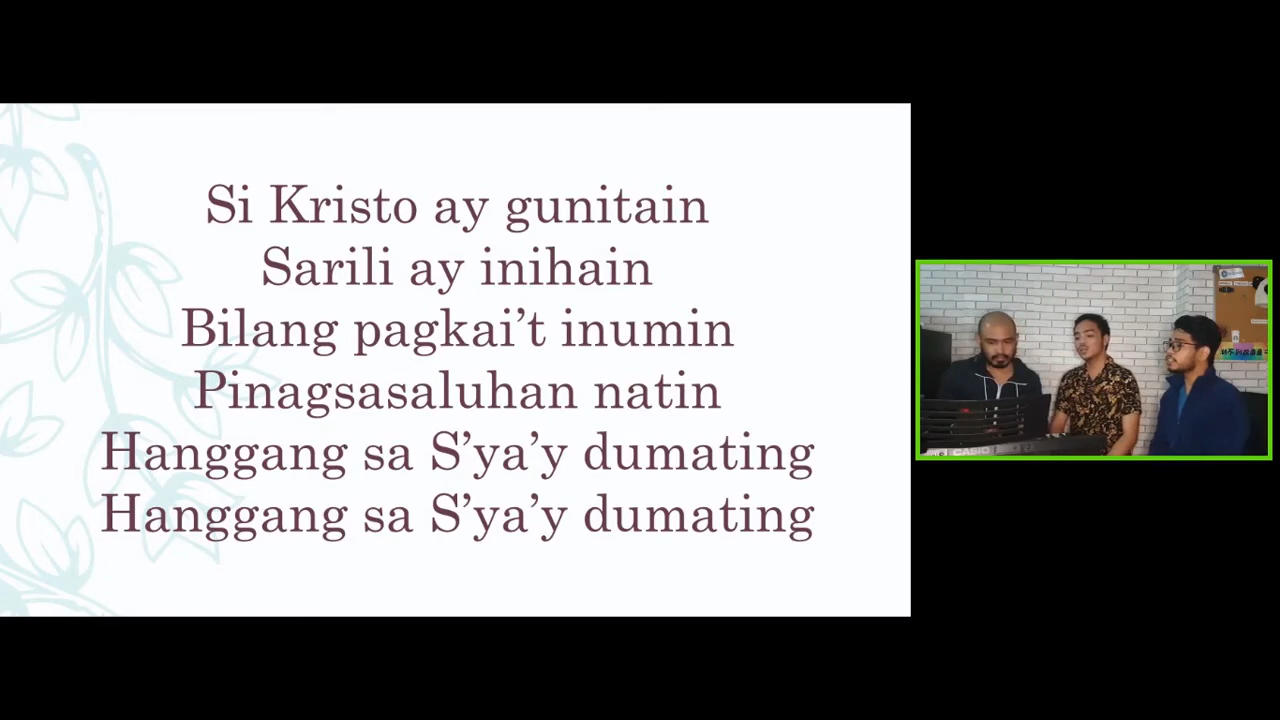 Si Kristo ay gunitain
Sarili ay inihain
Bilang pagkai’t inumin
Pinagsasaluhan natin
Hanggang sa S’ya’y dumating
Hanggang sa S’ya’y dumating
CASIO